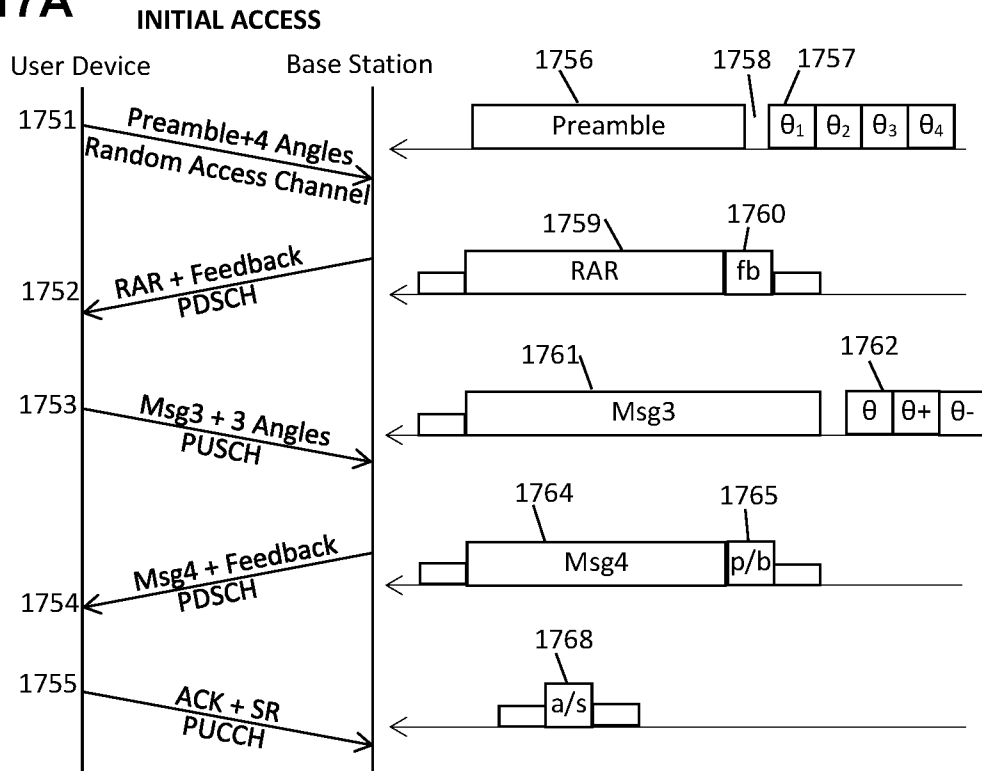 17A
INITIAL ACCESS
User Device
Base Station
1756
1758
1757
1751
Preamble+4 Angles
Random Access Channel
Preamble
θ1
θ2
θ3
θ4
1759
1760
RAR + Feedback
PDSCH
1752
RAR
fb
1761
1762
1753
Msg3 + 3 Angles
PUSCH
Msg3
θ
θ+
θ-
1764
1765
Msg4 + Feedback
PDSCH
1754
Msg4
p/b
1768
1755
ACK + SR
PUCCH
a/s